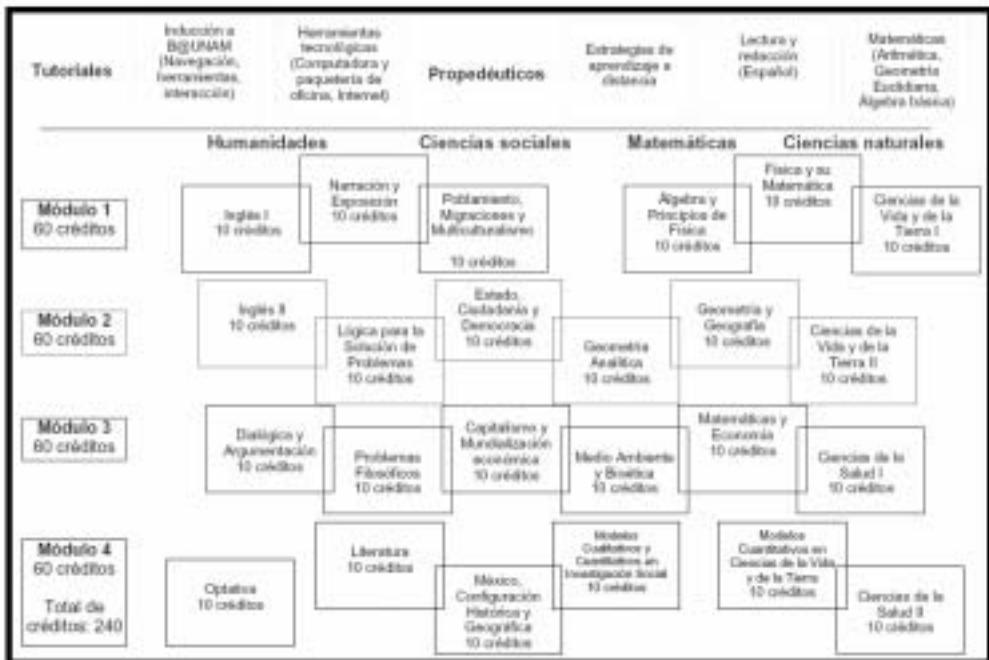 Tutoriales
Inducción a
B@UNAM
(Navegación,
herramientas,
interacción)
Herramientas
tecnológicas
(Computadora y
paquetería de
oficina, Internet)
Propedéuticos
Estrategias de
aprendizaje a
distancia
Lectura y
redacción
(Español)
Matemáticas
(Aritmética,
Geometría
Euclidiana,
Álgebra básica)
Humanidades
Ciencias sociales
Matemáticas
Ciencias naturales
Módulo 1
60 créditos
Inglés I
10 créditos
Narración y
Exposición
10 créditos
Poblamiento,
Migraciones y
Multiculturalismo
10 créditos
Álgebra y
Principios de
Física
10 créditos
Física y su
Matemática
10 créditos
Ciencias de la
Vida y de la
Tierra I
10 créditos
Módulo 2
60 créditos
Inglés II
10 créditos
Lógica para la
Solución de
Problemas
10 créditos
Estado,
Ciudadanía y
Democracia
10 créditos
Geometría
Analítica
10 créditos
Geometría y
Geografía
10 créditos
Ciencias de la
Vida y de la
Tierra II
10 créditos
Módulo 3
60 créditos
Dialógica y
Argumentación
10 créditos
Problemas
Filosóficos
10 créditos
Capitalismo y
Mundialización
económica
10 créditos
Medio Ambiente
y Bioética
10 créditos
Matemáticas y
Economía
10 créditos
Ciencias de la
Salud I
10 créditos
Módulo 4
60 créditos
Total de
créditos: 240
Optativa
10 créditos
Literatura
10 créditos
México,
Configuración
Histórica y
Geográfica
10 créditos
Modelos
Cualitativos y
Cuantitativos en
Investigación Social
10 créditos
Modelos
Cuantitativos en
Ciencias de la Vida
y de la Tierra
10 créditos
Ciencias de la
Salud II
10 créditos